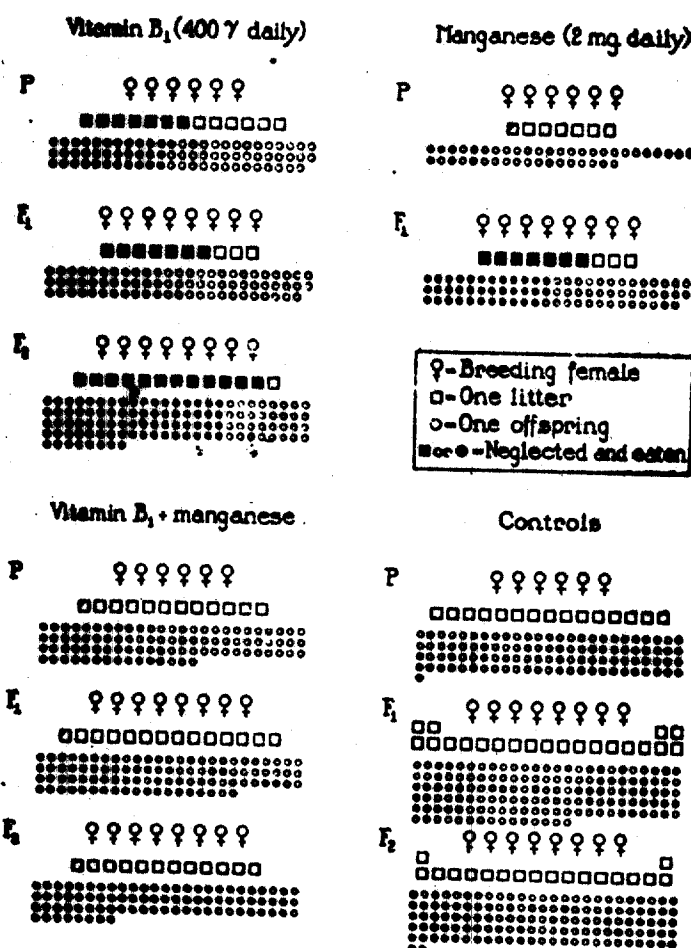 Vitamin B₁ (400 γ daily)
P
F₁
F₂
Manganese (2 mg. daily)
P
F₁
♀-Breeding female
□-One litter
○-One offspring
■ or ●-Neglected and eaten
Vitamin B₁ + manganese
P
F₁
F₂
Controls
P
F₁
F₂